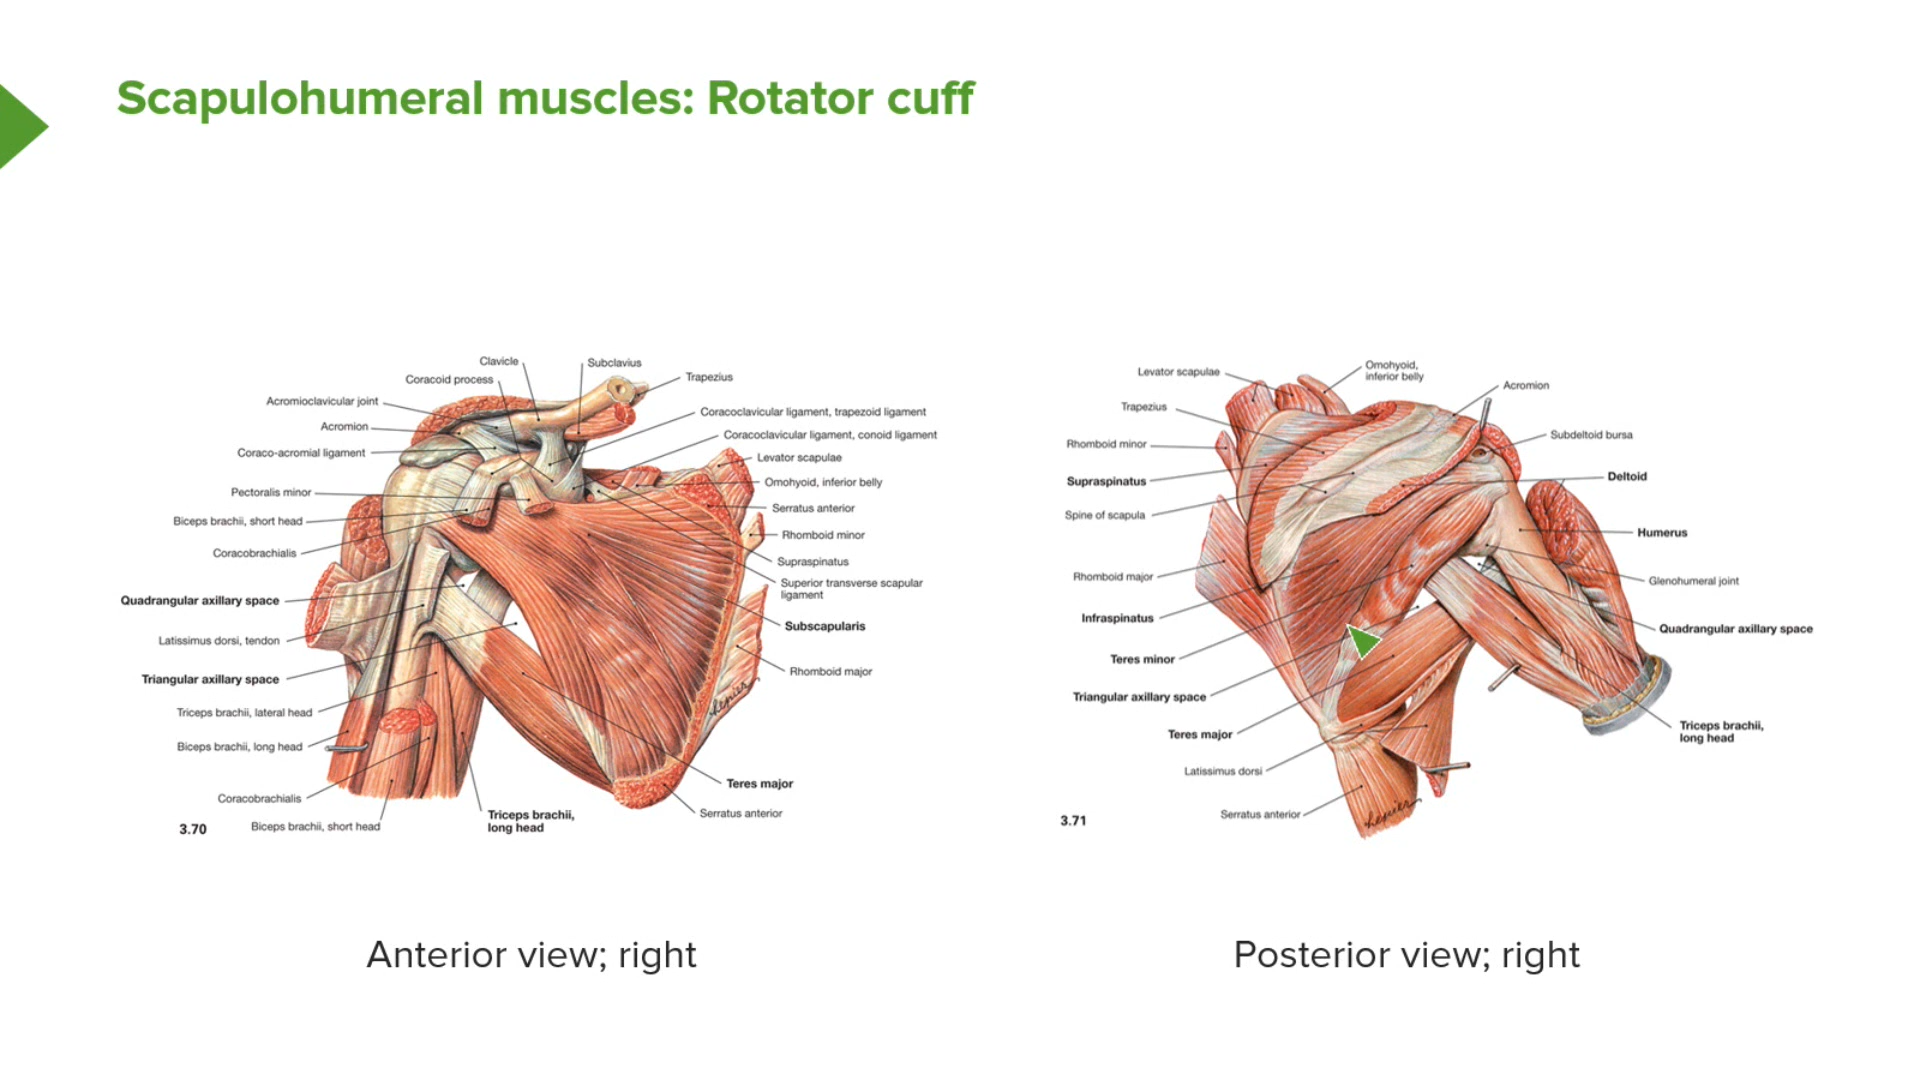 Scapulohumeral muscles: Rotator cuff
Clavicle
Subclavius
Coracoid process
Trapezius
Acromioclavicular joint
Coracoclavicular ligament, trapezoid ligament
Acromion
Coracoclavicular ligament, conoid ligament
Coraco-acromial ligament
Levator scapulae
Omohyoid, inferior belly
Pectoralis minor
Serratus anterior
Biceps brachii, short head
Rhomboid minor
Coracobrachialis
Supraspinatus
Superior transverse scapular
ligament
Quadrangular axillary space
Subscapularis
Latissimus dorsi, tendon
Rhomboid major
Triangular axillary space
lepier
Triceps brachii, lateral head
Biceps brachii, long head
Teres major
Coracobrachialis
Serratus anterior
Triceps brachii,
long head
Biceps brachii, short head
3.70
Levator scapulae
Omohyoid,
inferior belly
Acromion
Trapezius
Subdeltoid bursa
Rhomboid minor
Deltoid
Supraspinatus
Spine of scapula
Humerus
Rhomboid major
Glenohumeral joint
Infraspinatus
Quadrangular axillary space
Teres minor
Triangular axillary space
Teres major
Triceps brachii,
long head
Latissimus dorsi
Serratus anterior
lepier
3.71
Anterior view; right
Posterior view; right